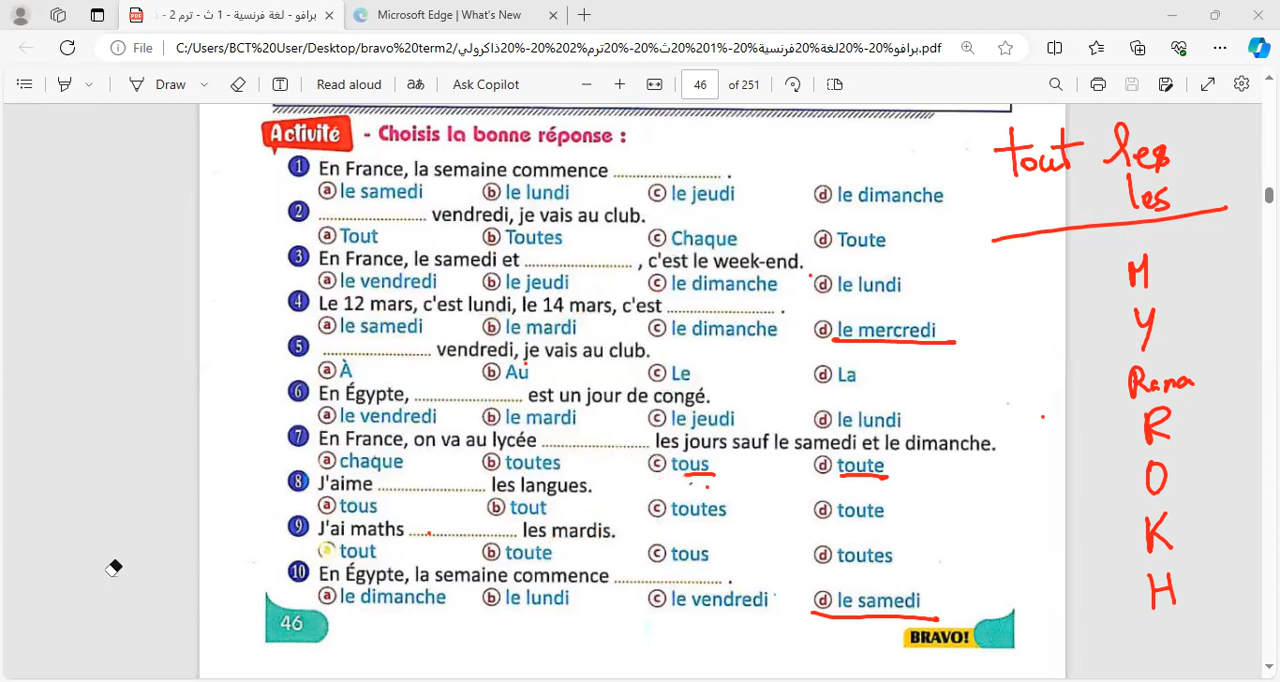 برافو - لغة فرنسية - 1 ث - ترم 2 -
Microsoft Edge | What's New
File C:/Users/BCT%20User/Desktop/bravo%20term2/برافو%20-%20لغة%20فرنسية%20-%201%20ث%20-%20ترم%202%20-%20ذاكرولي.pdf
Draw Read aloud aあ Ask Copilot 46 of 251
Activité - Choisis la bonne réponse :
1 En France, la semaine commence ........................ .
a le samedi b le lundi c le jeudi d le dimanche
2 ........................ vendredi, je vais au club.
a Tout b Toutes c Chaque d Toute
3 En France, le samedi et ........................ , c'est le week-end.
a le vendredi b le jeudi c le dimanche d le lundi
4 Le 12 mars, c'est lundi, le 14 mars, c'est ........................ .
a le samedi b le mardi c le dimanche d le mercredi
5 ........................ vendredi, je vais au club.
a À b Au c Le d La
6 En Égypte, ........................ est un jour de congé.
a le vendredi b le mardi c le jeudi d le lundi
7 En France, on va au lycée ........................ les jours sauf le samedi et le dimanche.
a chaque b toutes c tous d toute
8 J'aime ........................ les langues.
a tous b tout c toutes d toute
9 J'ai maths ........................ les mardis.
a tout b toute c tous d toutes
10 En Égypte, la semaine commence ........................ .
a le dimanche b le lundi c le vendredi d le samedi
46
BRAVO!
tout les
les
M
Y
Rana
R
O
K
H